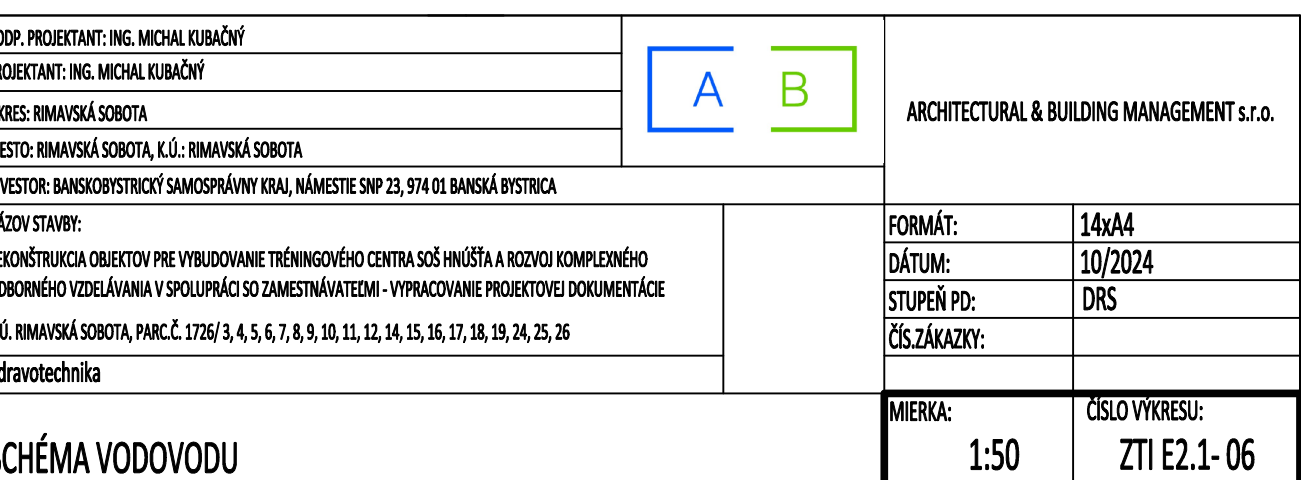 ODP. PROJEKTANT: ING. MICHAL KUBAČNÝ
ROJEKTANT: ING. MICHAL KUBAČNÝ
KRES: RIMAVSKÁ SOBOTA
ESTO: RIMAVSKÁ SOBOTA, K.Ú.: RIMAVSKÁ SOBOTA
VESTOR: BANSKOBYSTRICKÝ SAMOSPRÁVNY KRAJ, NÁMESTIE SNP 23, 974 01 BANSKÁ BYSTRICA
A B
ARCHITECTURAL & BUILDING MANAGEMENT s.r.o.
ÁZOV STAVBY:
EKONŠTRUKCIA OBJEKTOV PRE VYBUDOVANIE TRÉNINGOVÉHO CENTRA SOŠ HNÚŠŤA A ROZVOJ KOMPLEXNÉHO
DBORNÉHO VZDELÁVANIA V SPOLUPRÁCI SO ZAMESTNÁVATEĽMI - VYPRACOVANIE PROJEKTOVEJ DOKUMENTÁCIE
Ú. RIMAVSKÁ SOBOTA, PARC.Č. 1726/ 3, 4, 5, 6, 7, 8, 9, 10, 11, 12, 14, 15, 16, 17, 18, 19, 24, 25, 26
dravotechnika
FORMÁT: 14xA4
DÁTUM: 10/2024
STUPEŇ PD: DRS
ČÍS.ZÁKAZKY:
SCHÉMA VODOVODU
MIERKA: ČÍSLO VÝKRESU:
1:50 ZTI E2.1- 06